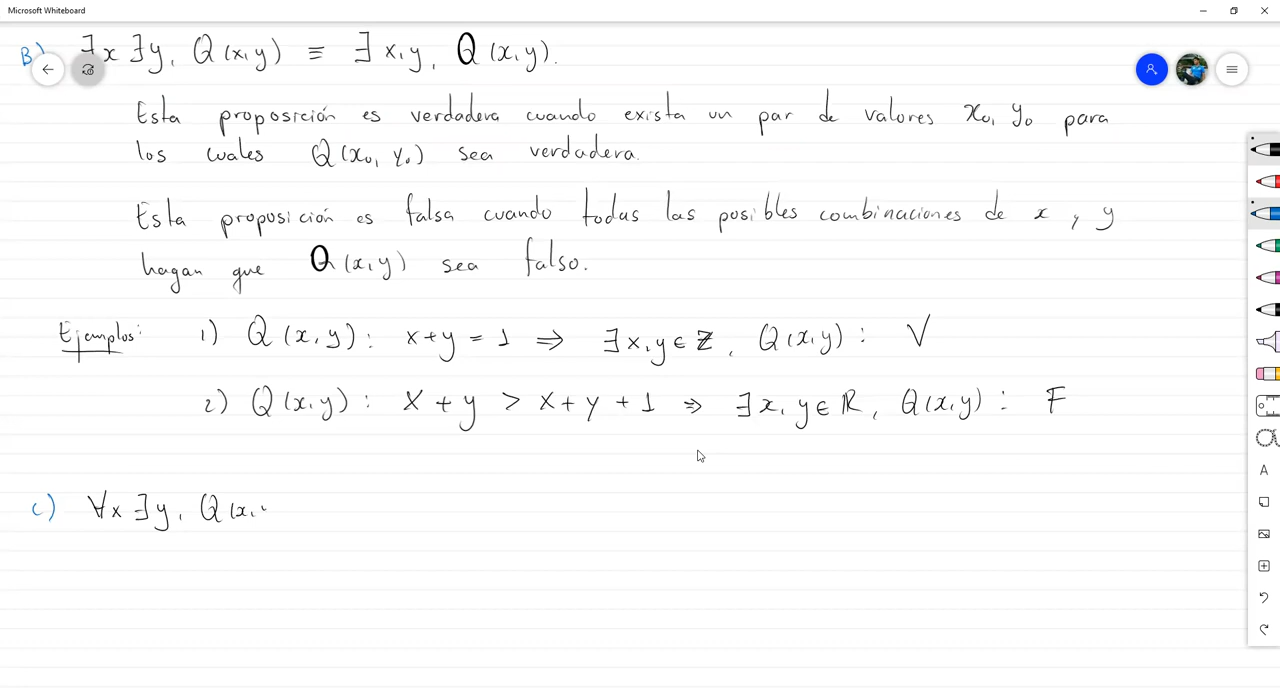 Microsoft Whiteboard
B) ∃x ∃y, Q(x,y) ≡ ∃x,y, Q(x,y).
Esta proposición es verdadera cuando exista un par de valores x₀, y₀ para
los cuales Q(x₀, y₀) sea verdadera.
Esta proposición es falsa cuando todas las posibles combinaciones de x , y
hagan que Q(x,y) sea falso.
Ejemplos: 1) Q(x,y): x+y = 1 ⇒ ∃x,y ∈ ℤ, Q(x,y): V
2) Q(x,y): x+y > x+y+1 ⇒ ∃x,y ∈ ℝ, Q(x,y): F
c) ∀x ∃y, Q(x,